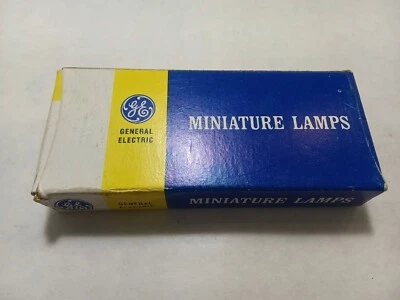 GE
GENERAL
ELECTRIC
MINIATURE LAMPS
GENERAL
ELECTRIC
MINIATURE LAMPS